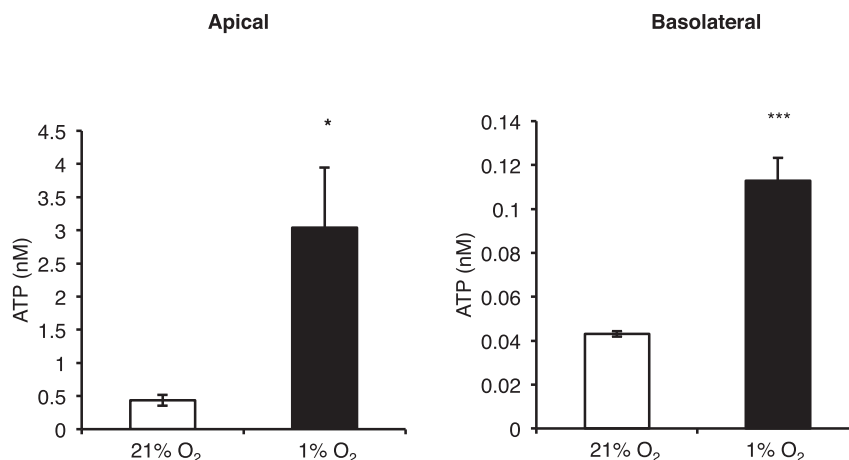 Apical
Basolateral
*
***
4.5
4
3.5
3
2.5
2
1.5
1
0.5
0
ATP (nM)
21% O₂
1% O₂
0.14
0.12
0.1
0.08
0.06
0.04
0.02
0
ATP (nM)
21% O₂
1% O₂